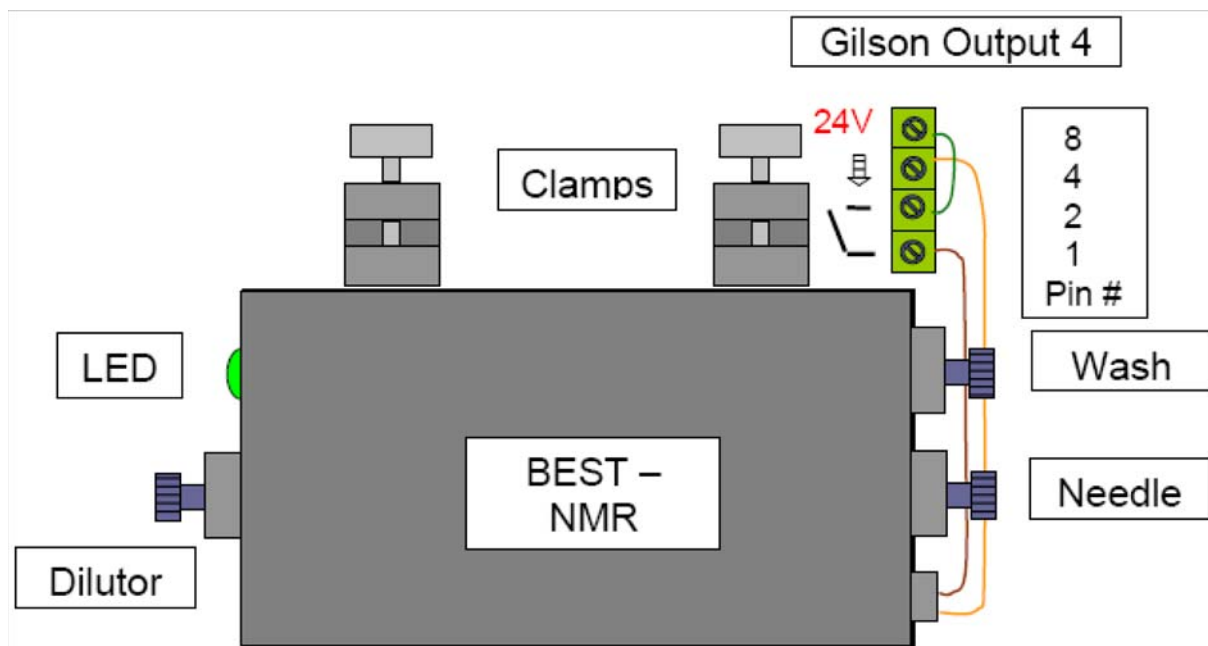 Gilson Output 4
24V
8
4
2
1
Pin #
Clamps
LED
Wash
BEST –
NMR
Needle
Dilutor